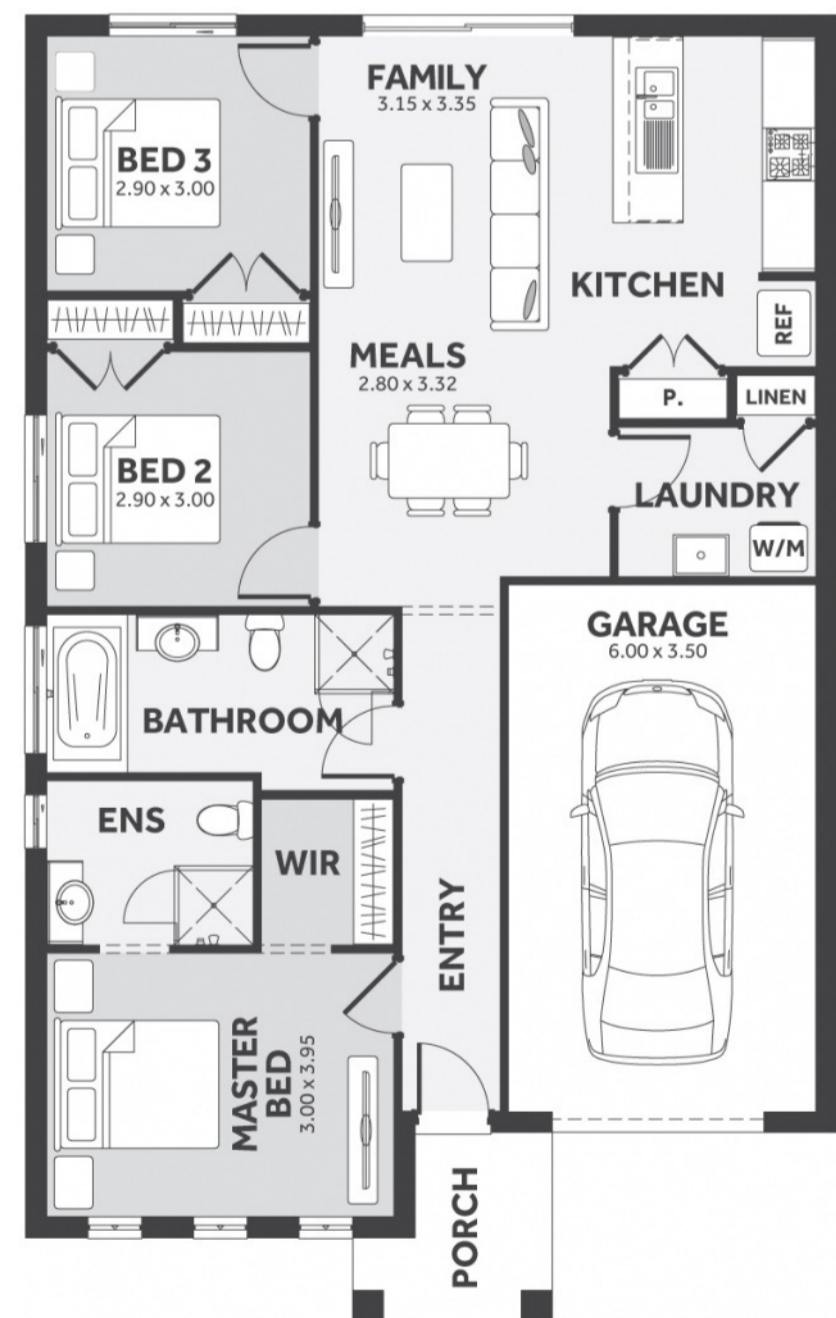 FAMILY
3.15 x 3.35
BED 3
2.90 x 3.00
KITCHEN
REF
MEALS
2.80 x 3.32
P.
LINEN
BED 2
2.90 x 3.00
LAUNDRY
W/M
GARAGE
6.00 x 3.50
BATHROOM
ENS
WIR
ENTRY
MASTER
BED
3.00 x 3.95
PORCH